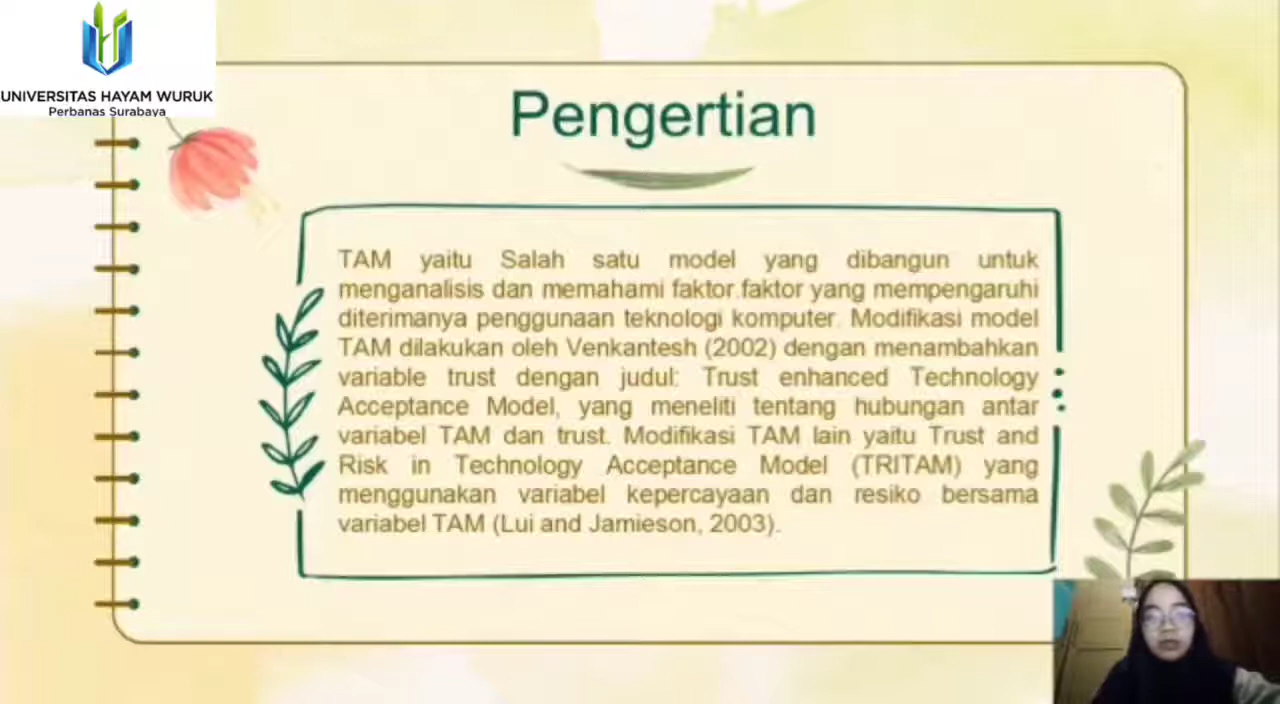 UNIVERSITAS HAYAM WURUK
Perbanas Surabaya
Pengertian
TAM yaitu Salah satu model yang dibangun untuk
menganalisis dan memahami faktor.faktor yang mempengaruhi
diterimanya penggunaan teknologi komputer. Modifikasi model
TAM dilakukan oleh Venkantesh (2002) dengan menambahkan
variable trust dengan judul: Trust enhanced Technology
Acceptance Model, yang meneliti tentang hubungan antar
variabel TAM dan trust. Modifikasi TAM lain yaitu Trust and
Risk in Technology Acceptance Model (TRITAM) yang
menggunakan variabel kepercayaan dan resiko bersama
variabel TAM (Lui and Jamieson, 2003).